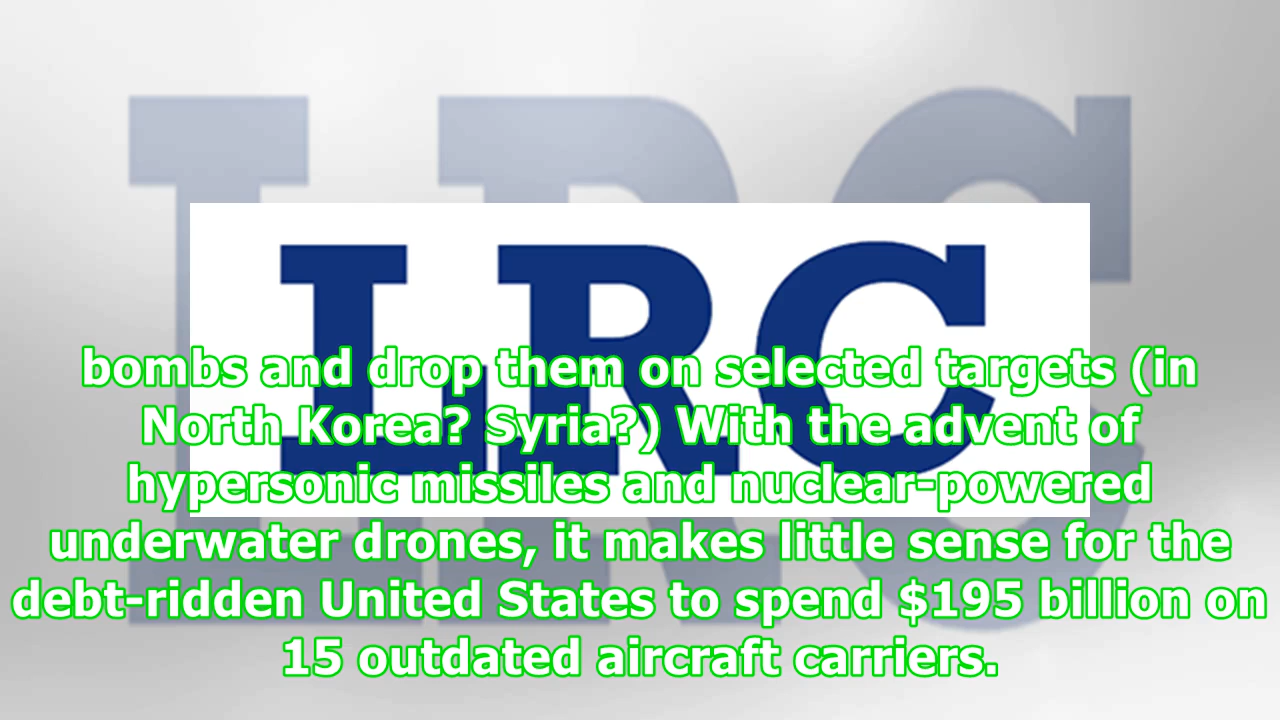 LRC
LRC
bombs and drop them on selected targets (in
North Korea? Syria?) With the advent of
hypersonic missiles and nuclear-powered
underwater drones, it makes little sense for the
debt-ridden United States to spend $195 billion on
15 outdated aircraft carriers.